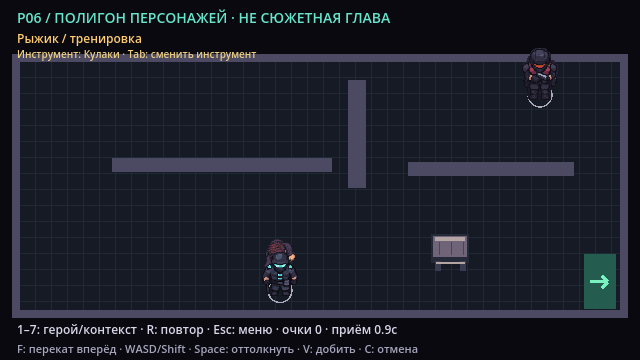 P06 / ПОЛИГОН ПЕРСОНАЖЕЙ · НЕ СЮЖЕТНАЯ ГЛАВА
Рыжик / тренировка
Инструмент: Кулаки · Tab: сменить инструмент
1–7: герой/контекст · R: повтор · Esc: меню · очки 0 · приём 0.9с
F: перекат вперёд · WASD/Shift · Space: оттолкнуть · V: добить · C: отмена